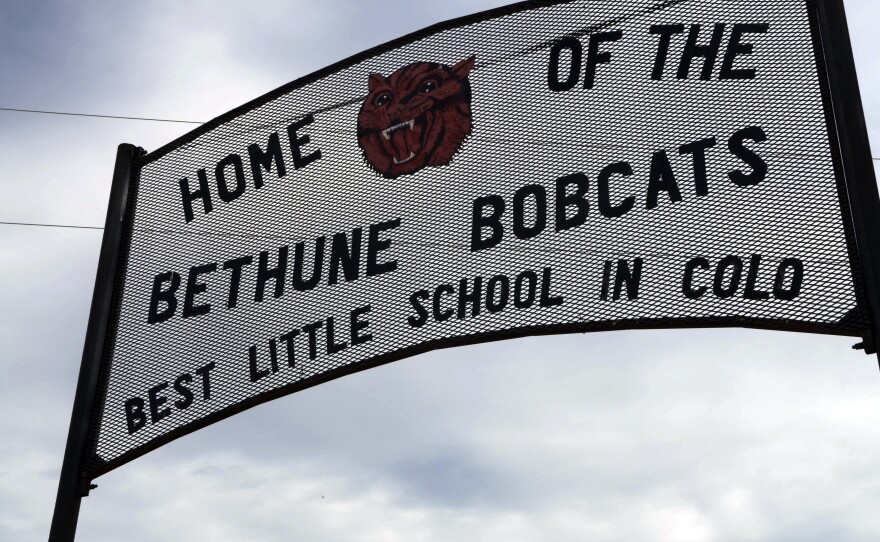 HOME OF THE
BETHUNE BOBCATS
BEST LITTLE SCHOOL IN COLO